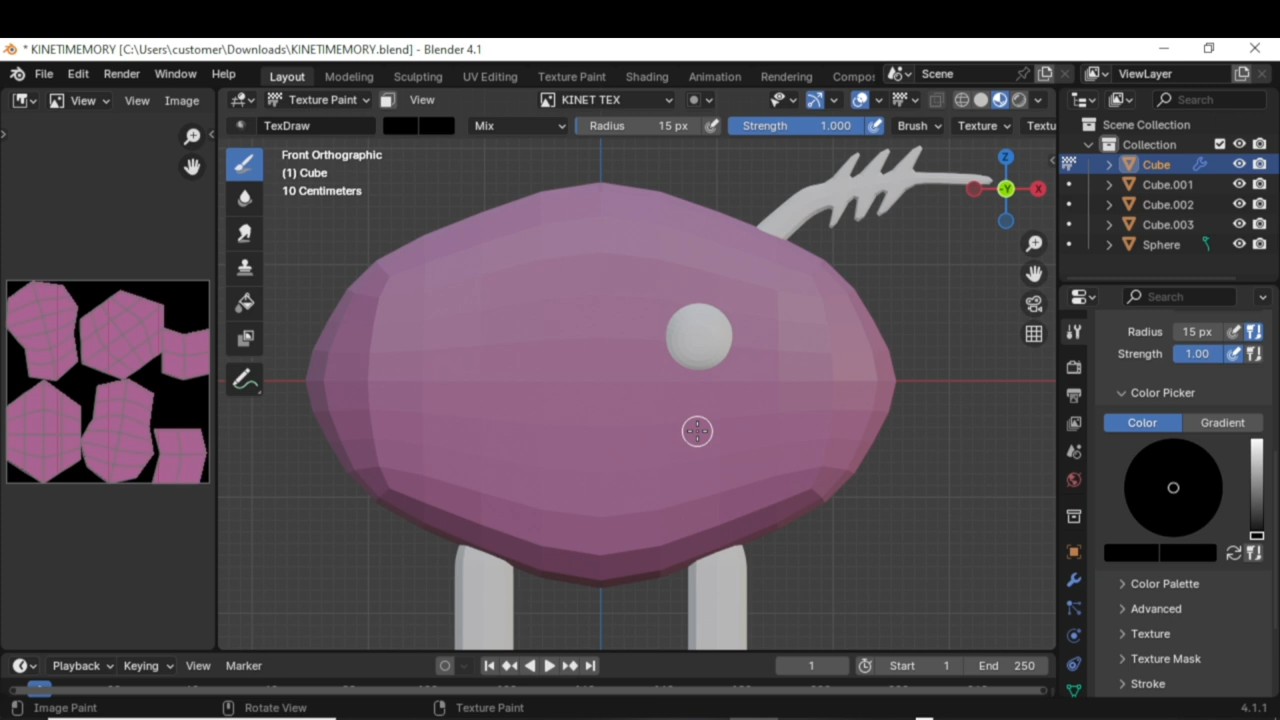 * KINETIMEMORY [C:\Users\customer\Downloads\KINETIMEMORY.blend] - Blender 4.1
File Edit Render Window Help Layout Modeling Sculpting UV Editing Texture Paint Shading Animation Rendering Compos Scene ViewLayer
View View Image Texture Paint View KINET TEX Search
TexDraw Mix Radius 15 px Strength 1.000 Brush Texture Textu
Scene Collection
Collection
Cube
Cube.001
Cube.002
Cube.003
Sphere
Front Orthographic
(1) Cube
10 Centimeters
Z
Y
X
Search
Radius 15 px
Strength 1.00
Color Picker
Color Gradient
Color Palette
Advanced
Texture
Texture Mask
Stroke
Playback Keying View Marker 1 Start 1 End 250
Image Paint Rotate View Texture Paint 4.1.1